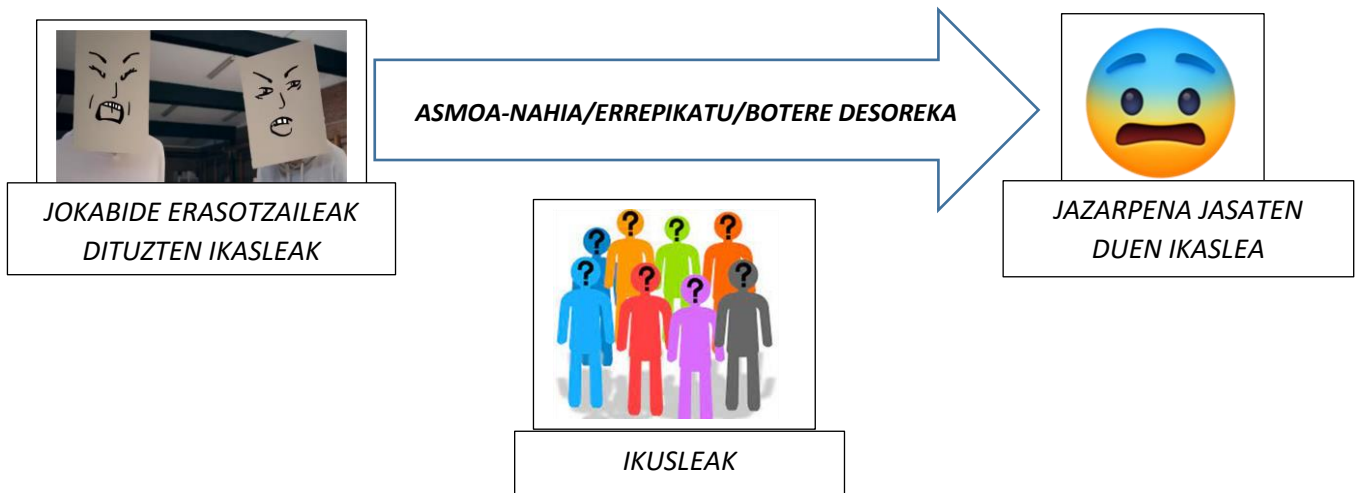 ASMOA-NAHIA/ERREPIKATU/BOTERE DESOREKA
JOKABIDE ERASOTZAILEAK
DITUZTEN IKASLEAK
JAZARPENA JASATEN
DUEN IKASLEA
? ? ? ?
? ? ? ?
IKUSLEAK